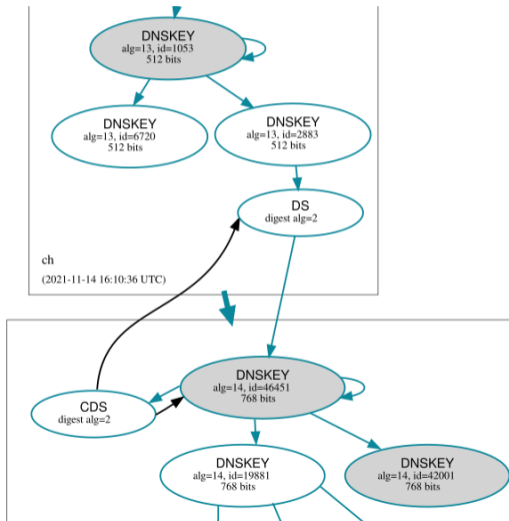 DNSKEY
alg=13, id=1053
512 bits
DNSKEY
alg=13, id=6720
512 bits
DNSKEY
alg=13, id=2883
512 bits
DS
digest alg=2
ch
(2021-11-14 16:10:36 UTC)
DNSKEY
alg=14, id=46451
768 bits
CDS
digest alg=2
DNSKEY
alg=14, id=19881
768 bits
DNSKEY
alg=14, id=42001
768 bits